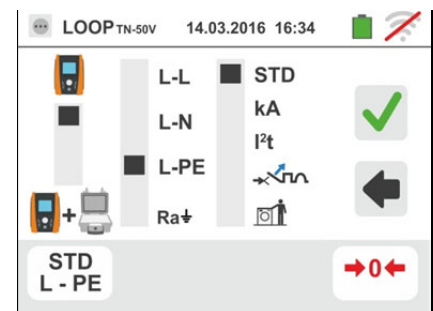 LOOP TN-50V 14.03.2016 16:34
L-L STD
L-N kA
I²t
L-PE
Ra⏚
+
STD
L - PE
→0←